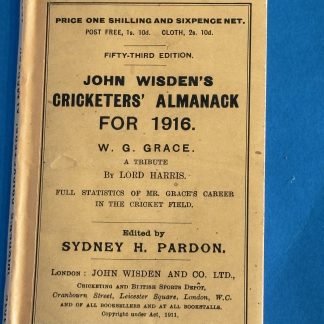 PRICE ONE SHILLING AND SIXPENCE NET.
POST FREE, 1s. 10d. CLOTH, 2s. 10d.
FIFTY-THIRD EDITION.
JOHN WISDEN'S
CRICKETERS' ALMANACK
FOR 1916.
W. G. GRACE.
A TRIBUTE
BY LORD HARRIS.
FULL STATISTICS OF MR. GRACE'S CAREER
IN THE CRICKET FIELD.
Edited by
SYDNEY H. PARDON.
LONDON: JOHN WISDEN AND CO. LTD.,
CRICKETING AND BRITISH SPORTS DEPÔT,
Cranbourn Street, Leicester Square, London, W.C.
AND OF ALL BOOKSELLERS AND AT ALL BOOKSTALLS.
Copyright under Act, 1911.